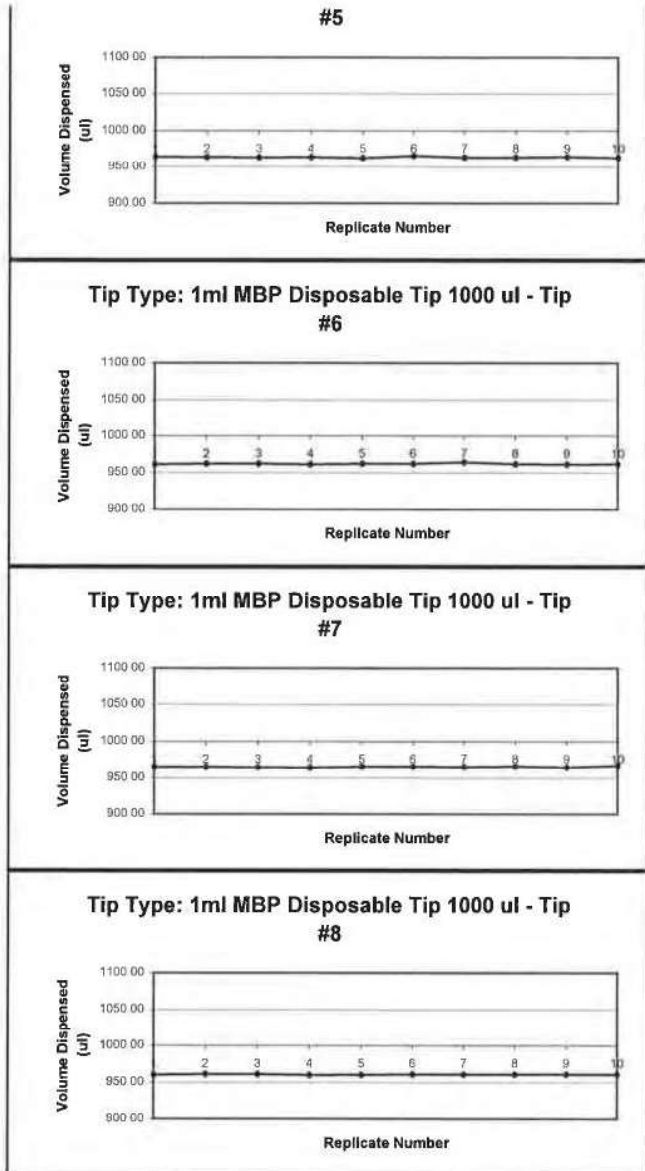 #5
1100 00
1050 00
1000 00
950 00
900 00
Volume Dispensed
(ul)
2 3 4 5 6 7 8 9 10
Replicate Number
Tip Type: 1ml MBP Disposable Tip 1000 ul - Tip
#6
1100 00
1050 00
1000 00
950 00
900 00
Volume Dispensed
(ul)
2 3 4 5 6 7 8 9 10
Replicate Number
Tip Type: 1ml MBP Disposable Tip 1000 ul - Tip
#7
1100 00
1050 00
1000 00
950 00
900 00
Volume Dispensed
(ul)
2 3 4 5 6 7 8 9 10
Replicate Number
Tip Type: 1ml MBP Disposable Tip 1000 ul - Tip
#8
1100 00
1050 00
1000 00
950 00
900 00
Volume Dispensed
(ul)
2 3 4 5 6 7 8 9 10
Replicate Number